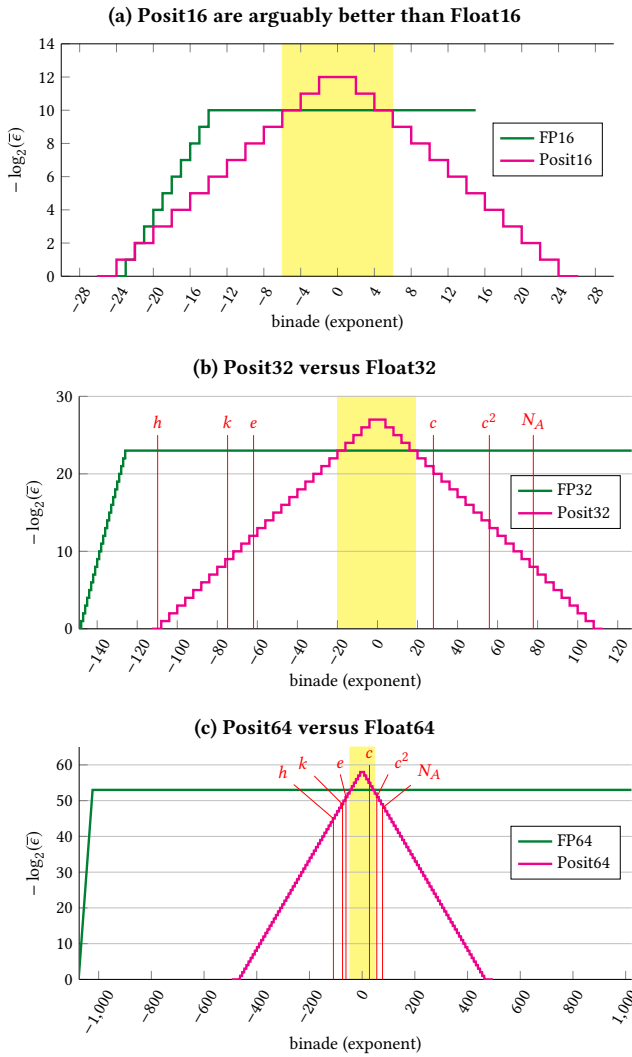 (a) Posit16 are arguably better than Float16
14
12
10
8
6
4
2
0
− log₂(ε̅)
FP16
Posit16
−28 −24 −20 −16 −12 −8 −4 0 4 8 12 16 20 24 28
binade (exponent)
(b) Posit32 versus Float32
30
20
10
0
− log₂(ε̅)
h k e c c² N_A
FP32
Posit32
−140 −120 −100 −80 −60 −40 −20 0 20 40 60 80 100 120
binade (exponent)
(c) Posit64 versus Float64
60
50
40
30
20
10
0
− log₂(ε̅)
h k e c c² N_A
FP64
Posit64
−1,000 −800 −600 −400 −200 0 200 400 600 800 1,000
binade (exponent)